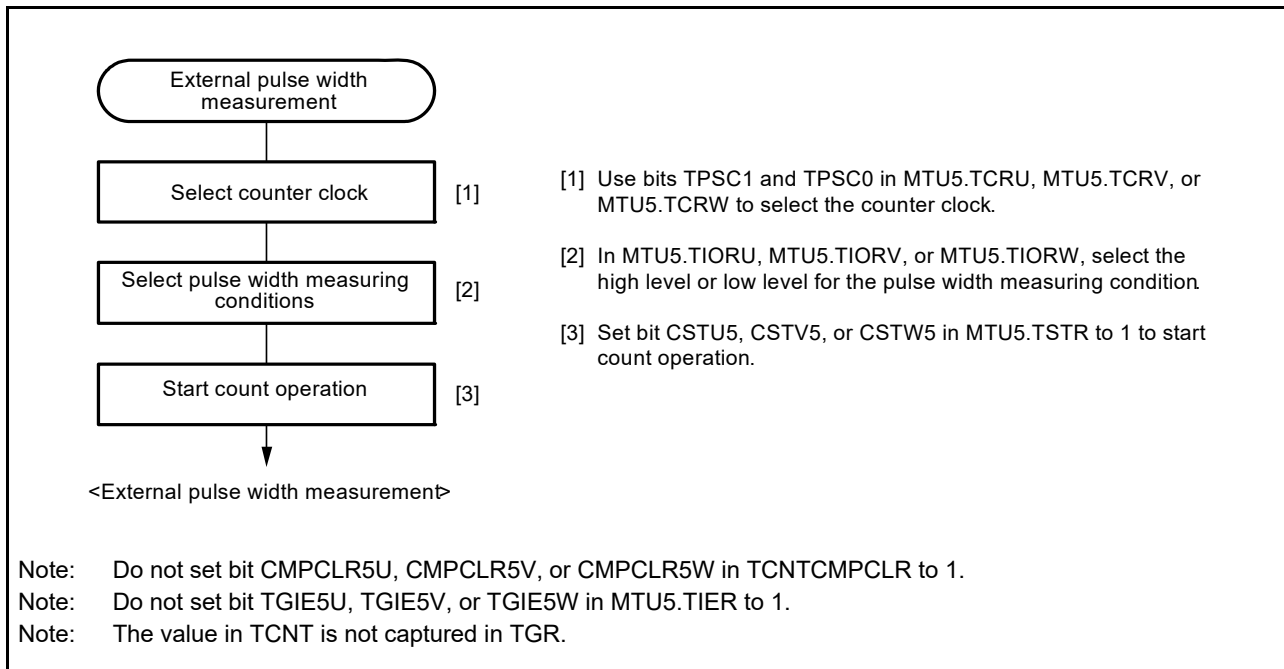 External pulse width
measurement
Select counter clock
[1]
Select pulse width measuring
conditions
[2]
Start count operation
[3]
<External pulse width measurement>
[1] Use bits TPSC1 and TPSC0 in MTU5.TCRU, MTU5.TCRV, or
MTU5.TCRW to select the counter clock.
[2] In MTU5.TIORU, MTU5.TIORV, or MTU5.TIORW, select the
high level or low level for the pulse width measuring condition.
[3] Set bit CSTU5, CSTV5, or CSTW5 in MTU5.TSTR to 1 to start
count operation.
Note: Do not set bit CMPCLR5U, CMPCLR5V, or CMPCLR5W in TCNTCMPCLR to 1.
Note: Do not set bit TGIE5U, TGIE5V, or TGIE5W in MTU5.TIER to 1.
Note: The value in TCNT is not captured in TGR.